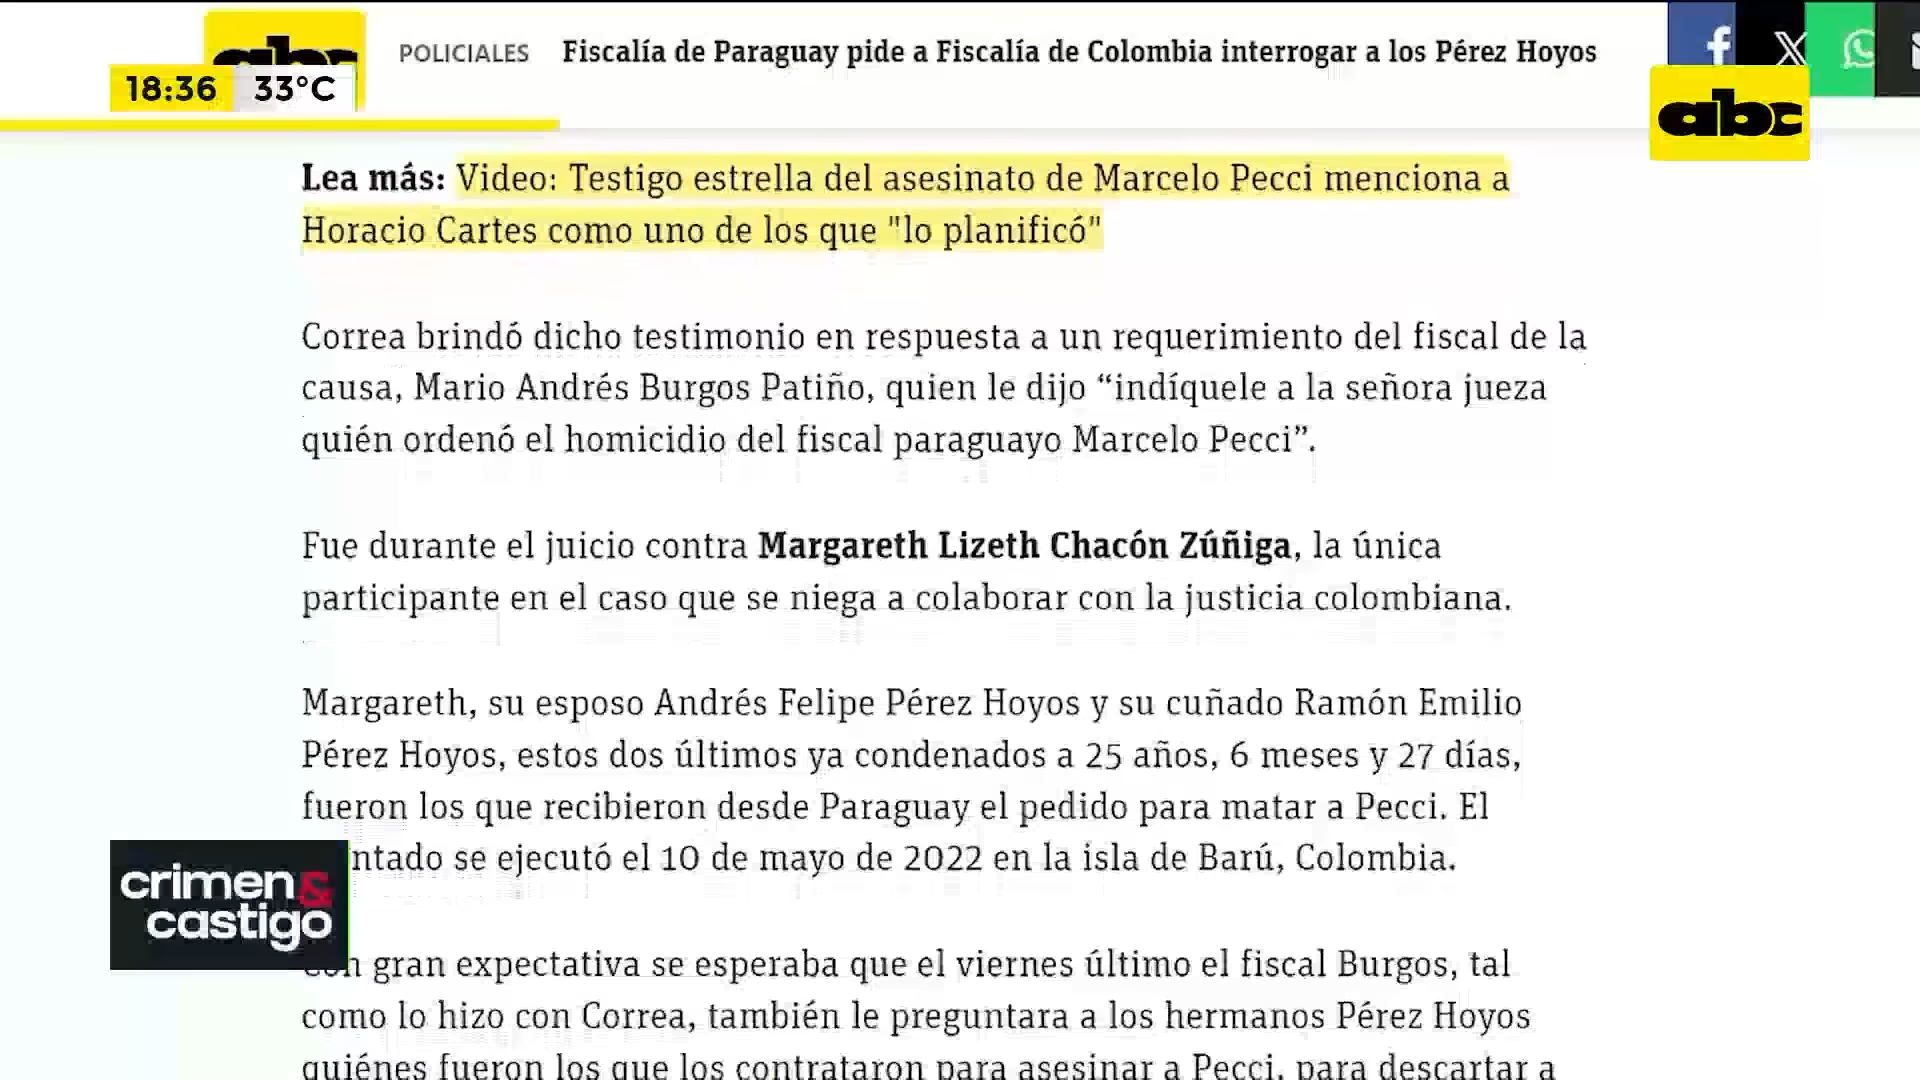 abc
POLICIALES
Fiscalía de Paraguay pide a Fiscalía de Colombia interrogar a los Pérez Hoyos
18:36 33°C
abc
Lea más: Video: Testigo estrella del asesinato de Marcelo Pecci menciona a
Horacio Cartes como uno de los que "lo planificó"
Correa brindó dicho testimonio en respuesta a un requerimiento del fiscal de la
causa, Mario Andrés Burgos Patiño, quien le dijo “indíquele a la señora jueza
quién ordenó el homicidio del fiscal paraguayo Marcelo Pecci”.
Fue durante el juicio contra Margareth Lizeth Chacón Zúñiga, la única
participante en el caso que se niega a colaborar con la justicia colombiana.
Margareth, su esposo Andrés Felipe Pérez Hoyos y su cuñado Ramón Emilio
Pérez Hoyos, estos dos últimos ya condenados a 25 años, 6 meses y 27 días,
fueron los que recibieron desde Paraguay el pedido para matar a Pecci. El
ntado se ejecutó el 10 de mayo de 2022 en la isla de Barú, Colombia.
crimen&
castigo
Con gran expectativa se esperaba que el viernes último el fiscal Burgos, tal
como lo hizo con Correa, también le preguntara a los hermanos Pérez Hoyos
quiénes fueron los que los contrataron para asesinar a Pecci, para descartar a